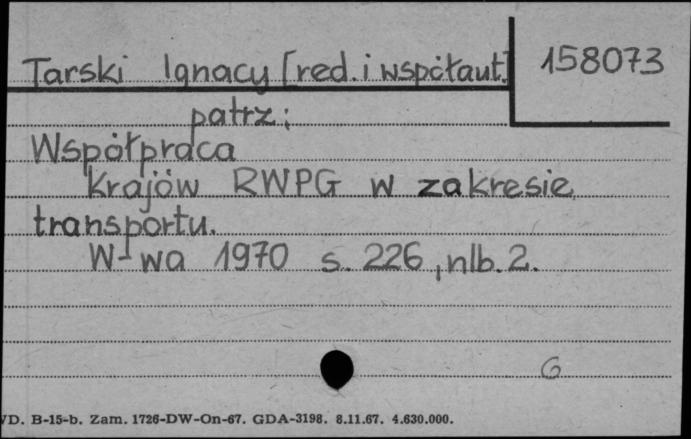 Tarski Ignacy [red. i współaut.] 158073
patrz:
Współpraca
krajów RWPG w zakresie
transportu.
W-wa 1970 s. 226, nlb. 2.
6
WD. B-15-b. Zam. 1726-DW-On-67. GDA-3198. 8.11.67. 4.630.000.